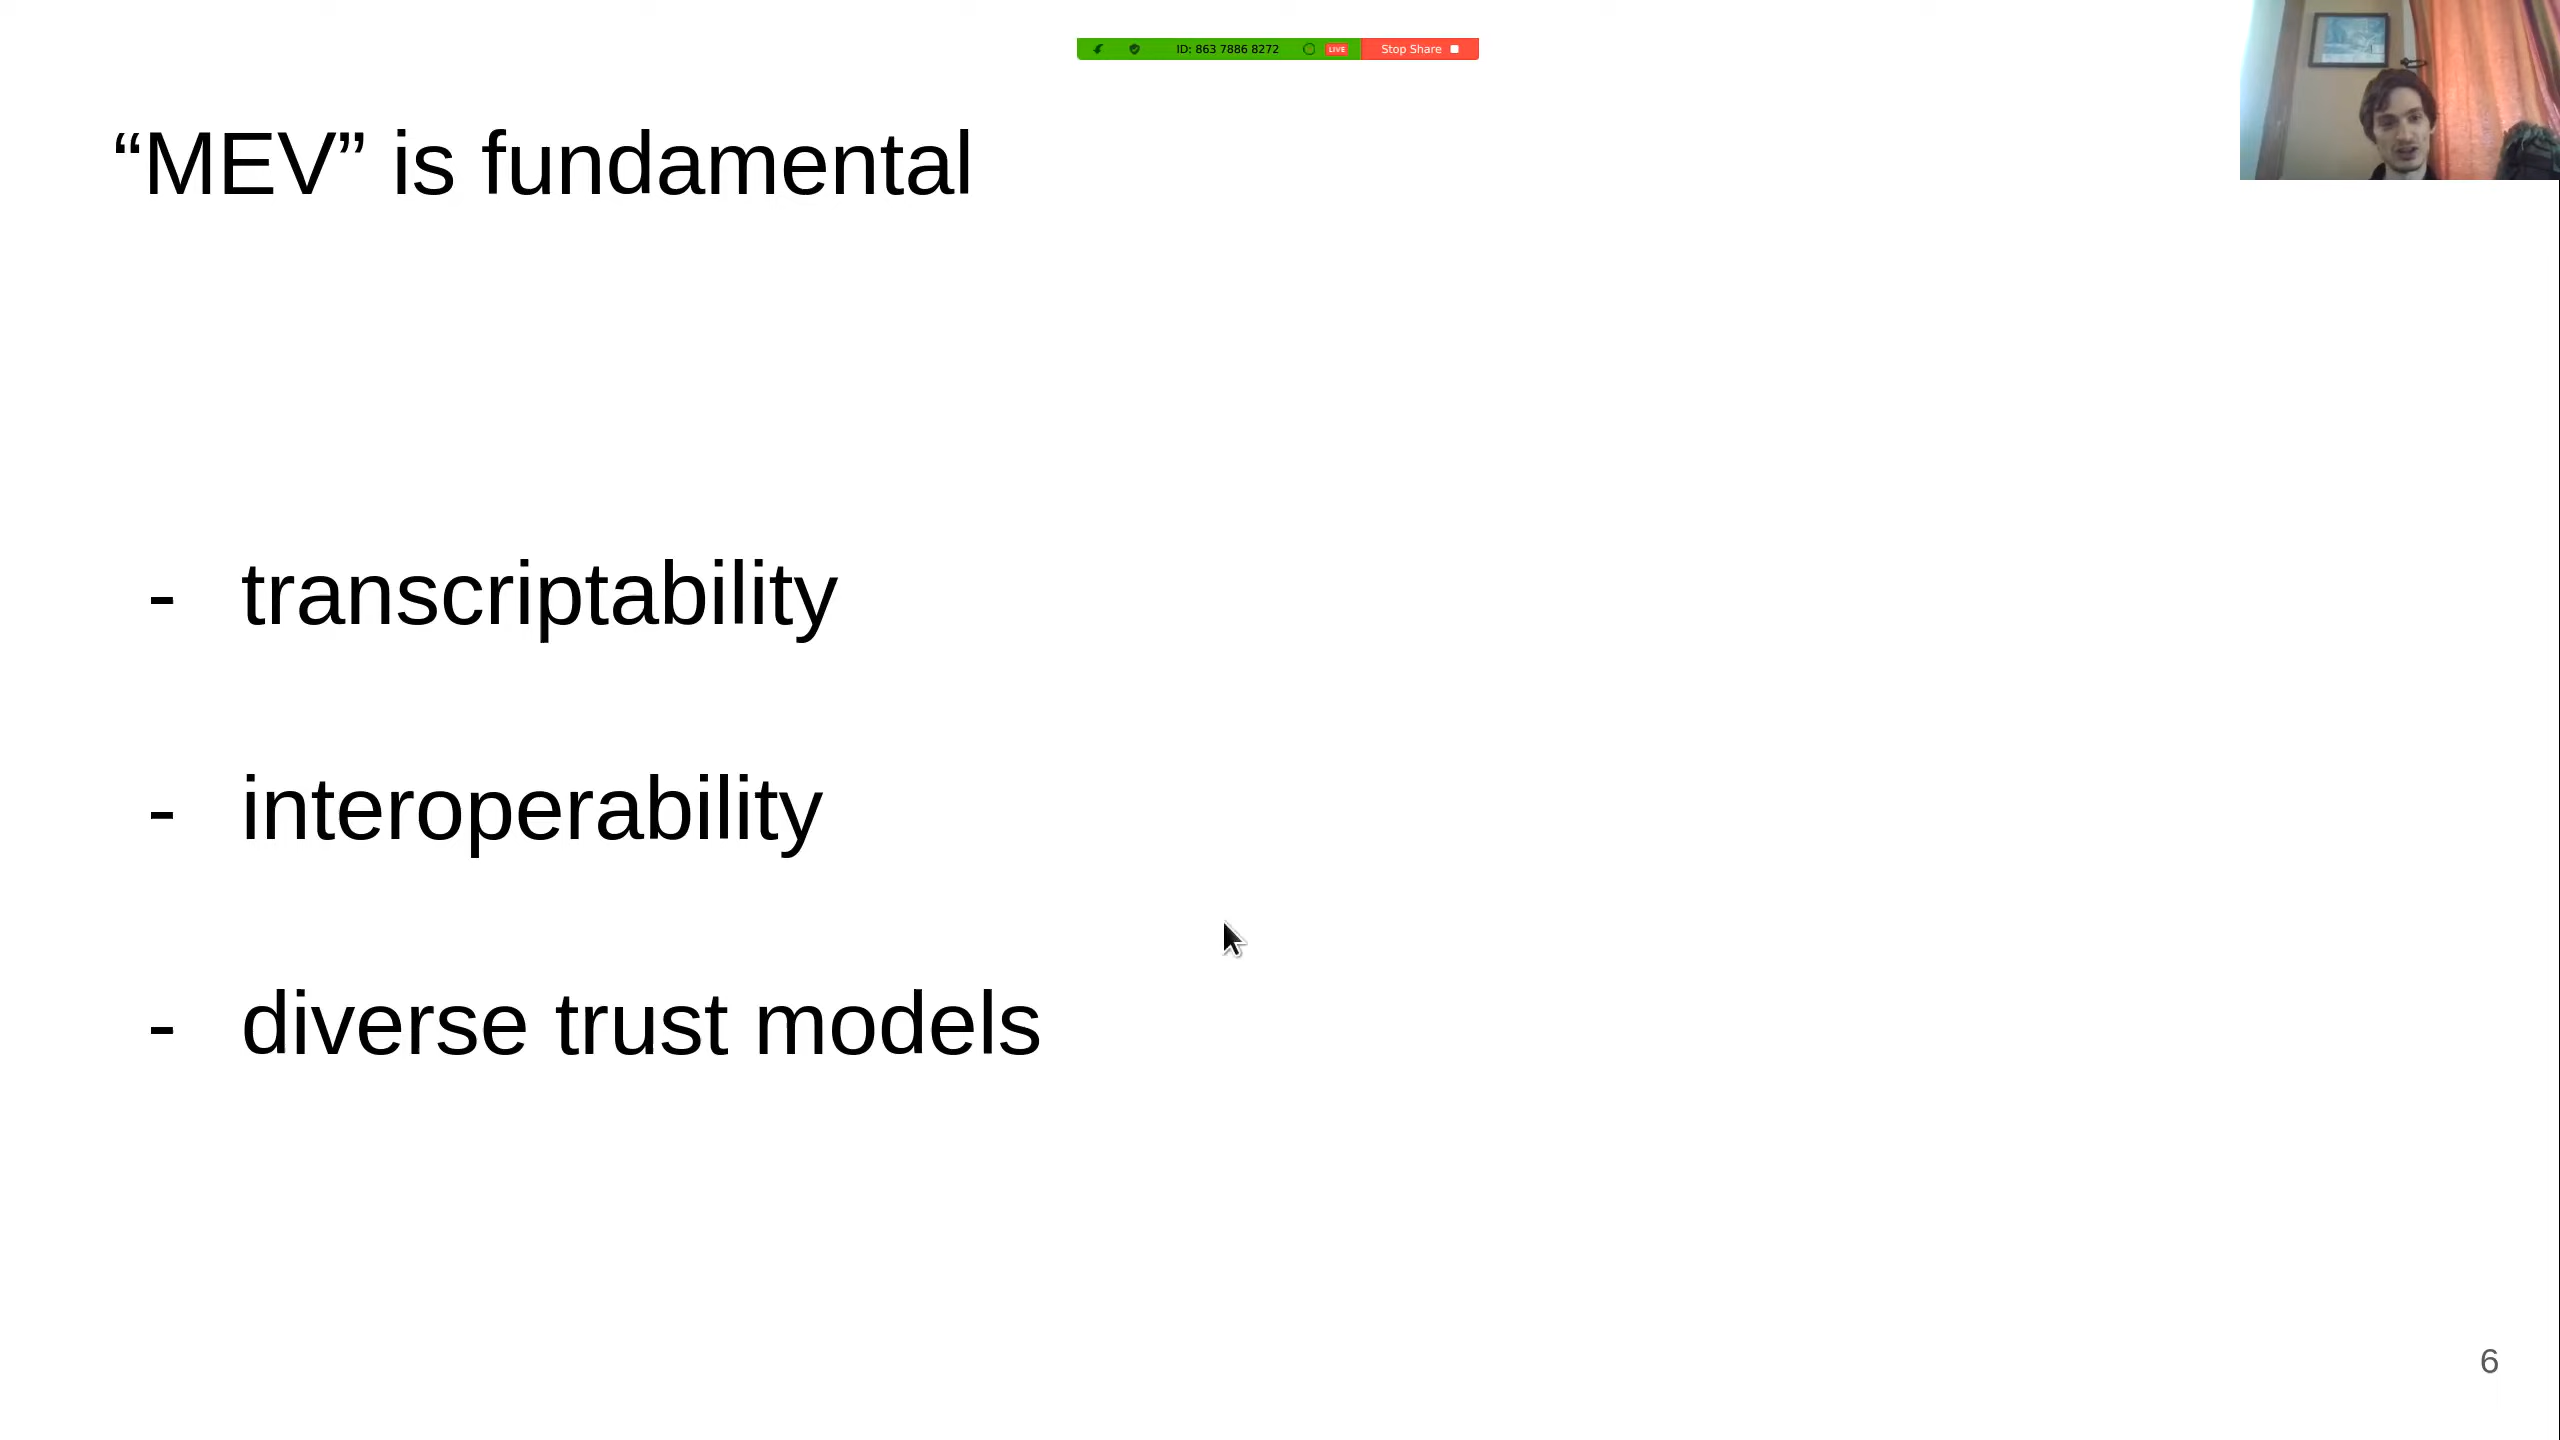 ID: 863 7886 8272 LIVE Stop Share
“MEV” is fundamental
- transcriptability
- interoperability
- diverse trust models
6